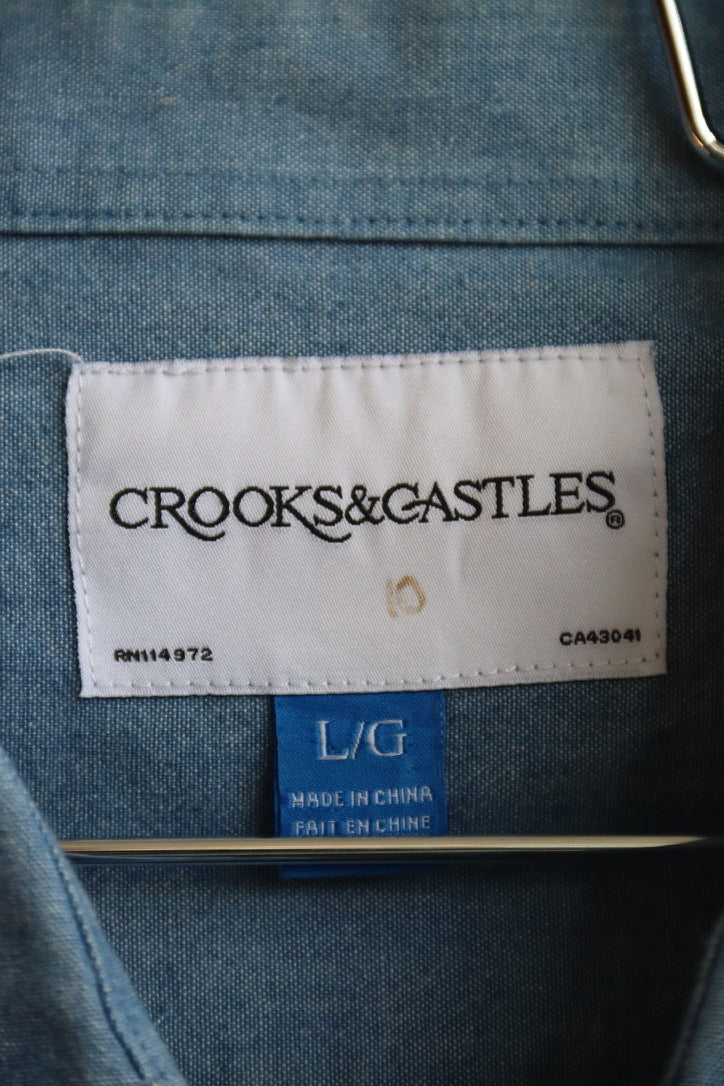 CROOKS&CASTLES®
10
RN114972
CA43041
L/G
MADE IN CHINA
FAIT EN CHINE